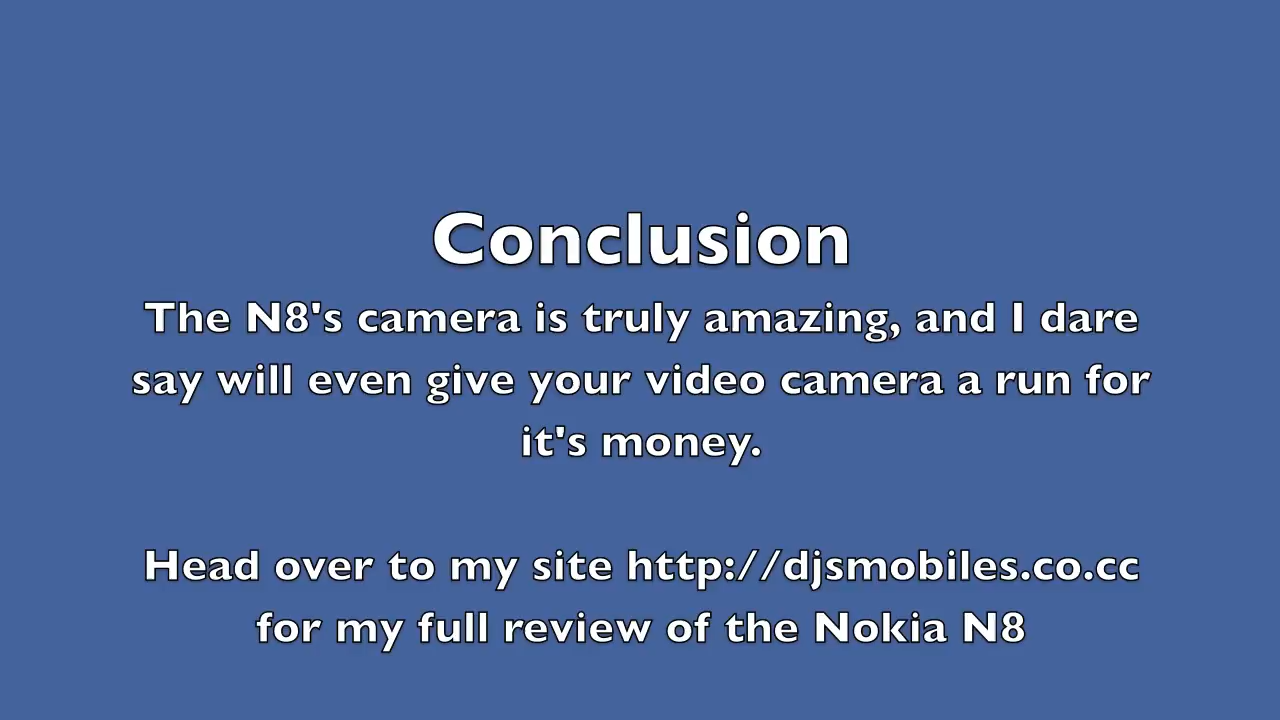 Conclusion
The N8's camera is truly amazing, and I dare
say will even give your video camera a run for
it's money.
Head over to my site http://djsmobiles.co.cc
for my full review of the Nokia N8